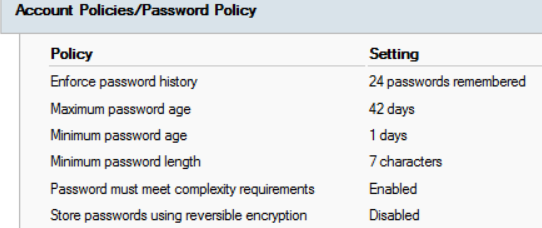 Account Policies/Password Policy
Policy Setting
Enforce password history 24 passwords remembered
Maximum password age 42 days
Minimum password age 1 days
Minimum password length 7 characters
Password must meet complexity requirements Enabled
Store passwords using reversible encryption Disabled